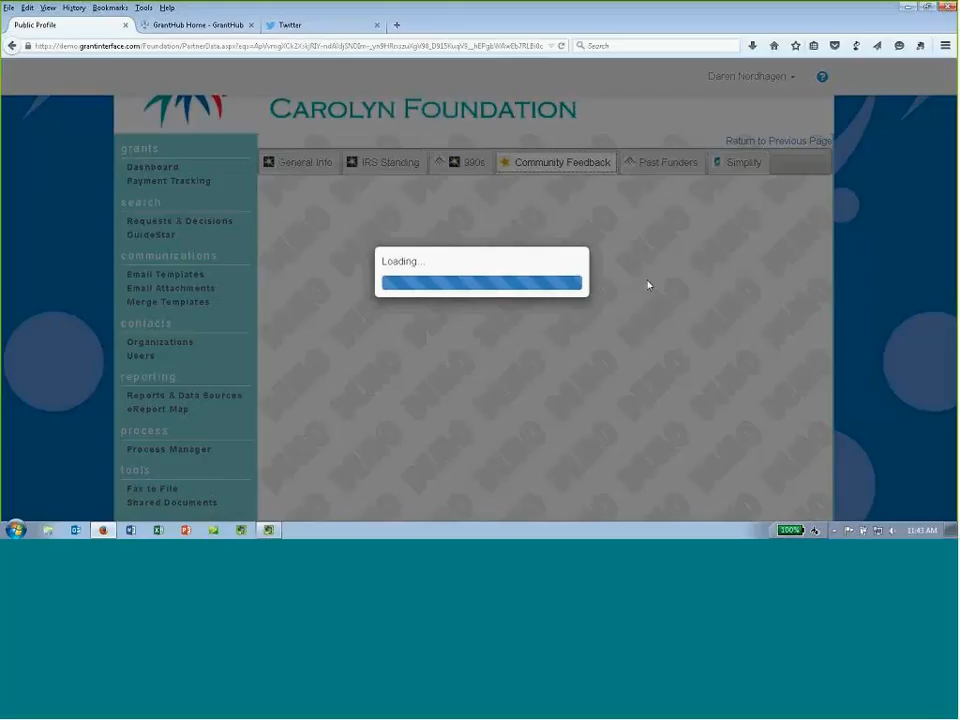 File Edit View History Bookmarks Tools Help
Public Profile × GrantHub Home - GrantHub × Twitter × +
Search
Daren Nordhagen
CAROLYN FOUNDATION
Return to Previous Page
General Info IRS Standing 990s Community Feedback Past Funders Simplify
grants
Dashboard
Payment Tracking
search
Requests & Decisions
GuideStar
communications
Email Templates
Email Attachments
Merge Templates
contacts
Organizations
Users
reporting
Reports & Data Sources
eReport Map
process
Process Manager
tools
Fax to File
Shared Documents
Loading...
100%
11:43 AM